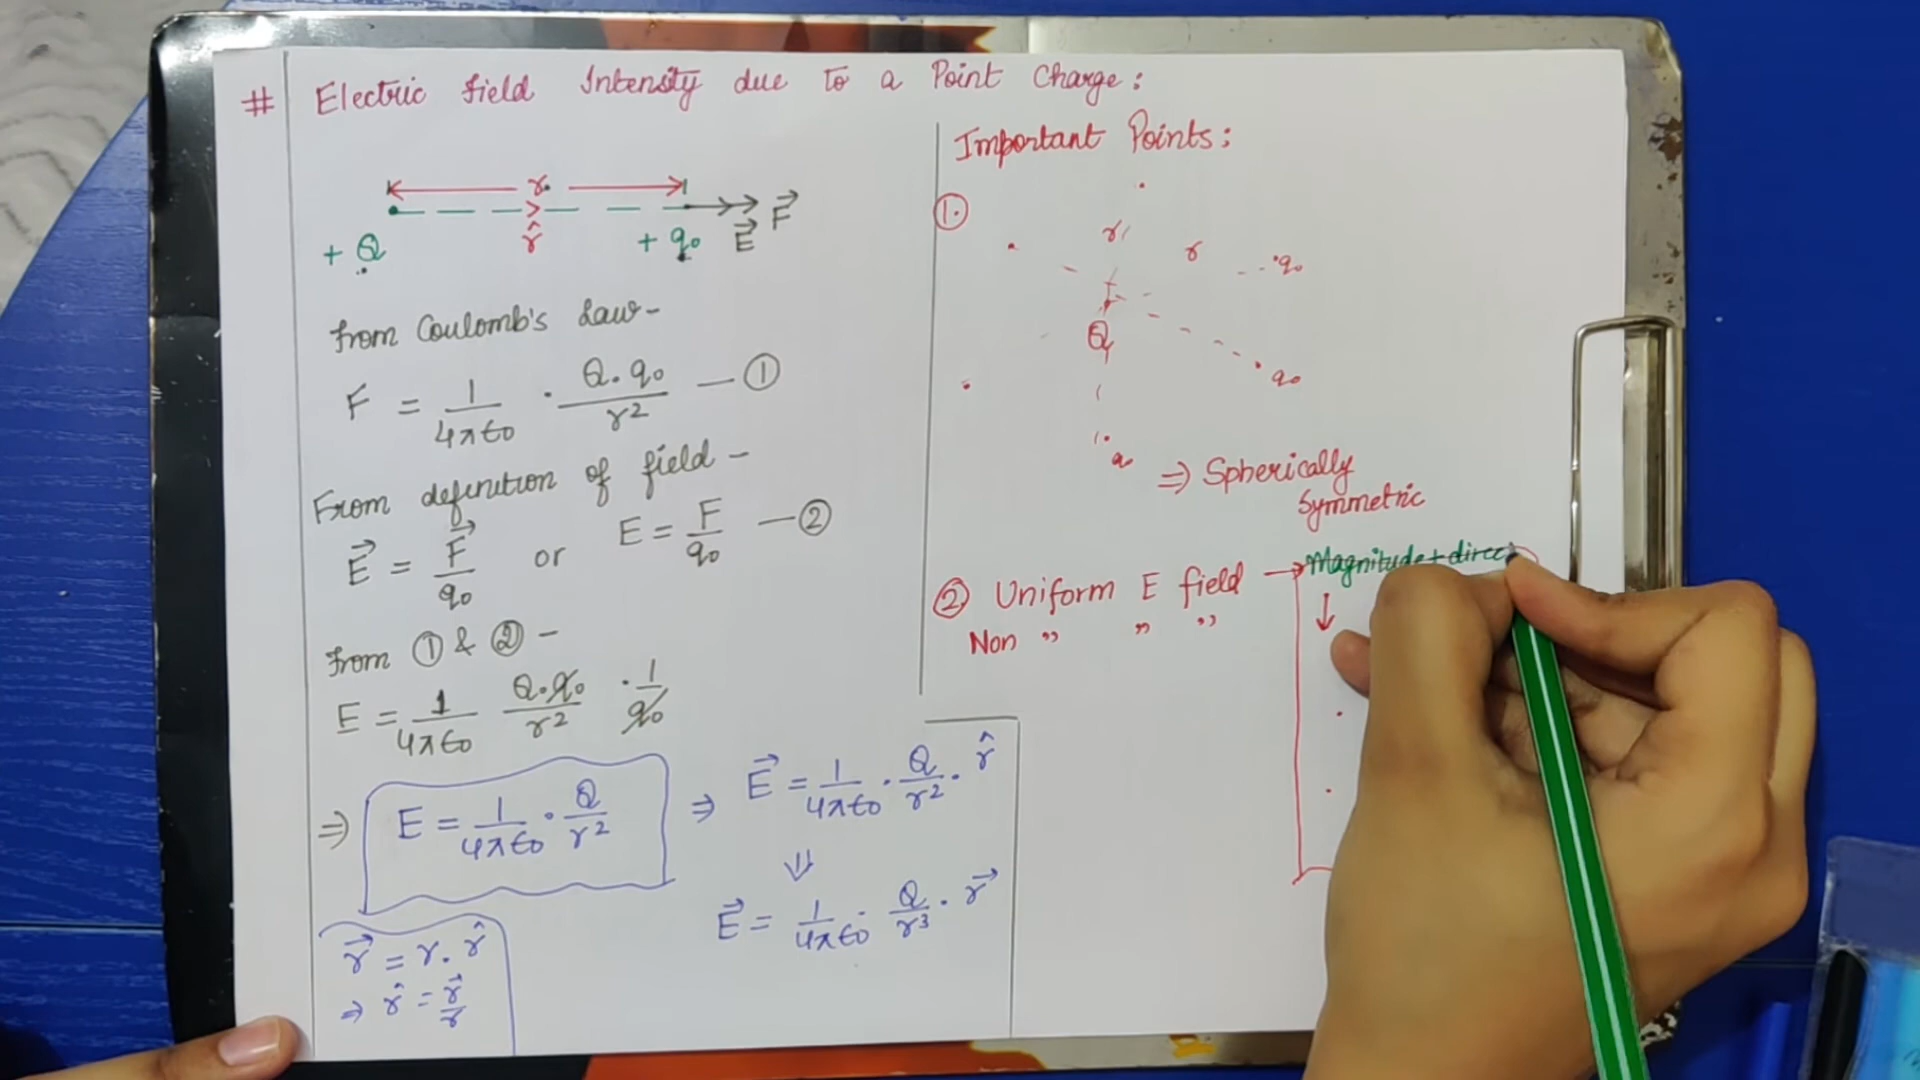 # Electric field Intensity due to a Point Charge:
r
F⃗
+ Q r̂ + q₀ E⃗
from Coulomb's Law-
F = 1/4πε₀ · Q.q₀/r² — ①
From definition of field -
E⃗ = F⃗/q₀ or E = F/q₀ — ②
from ① & ② -
E = 1/4πε₀ Q.q₀/r² · 1/q₀
⇒ E = 1/4πε₀ · Q/r² ⇒ E⃗ = 1/4πε₀ · Q/r² · r̂
⇓
E⃗ = 1/4πε₀ · Q/r³ · r⃗
r⃗ = r. r̂
⇒ r̂ = r⃗/r
Important Points:
①
r r q₀
Q
q₀
⇒ Spherically
Symmetric
② Uniform E field → Magnitude + direc
Non " " "
↓